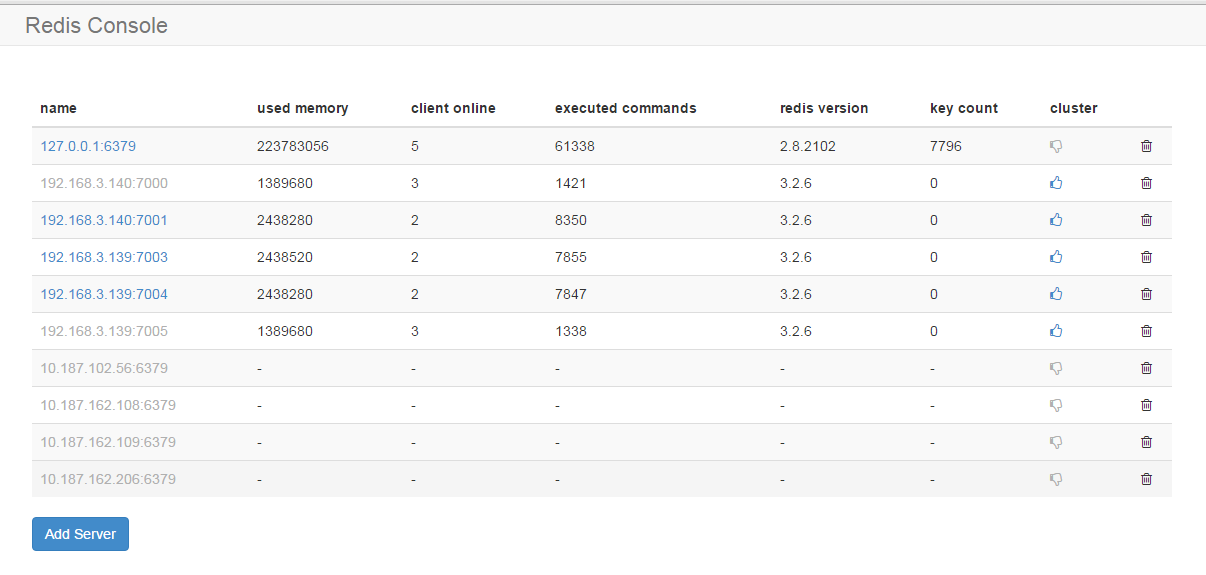 Redis Console
name used memory client online executed commands redis version key count cluster
127.0.0.1:6379 223783056 5 61338 2.8.2102 7796
192.168.3.140:7000 1389680 3 1421 3.2.6 0
192.168.3.140:7001 2438280 2 8350 3.2.6 0
192.168.3.139:7003 2438520 2 7855 3.2.6 0
192.168.3.139:7004 2438280 2 7847 3.2.6 0
192.168.3.139:7005 1389680 3 1338 3.2.6 0
10.187.102.56:6379 - - - - -
10.187.162.108:6379 - - - - -
10.187.162.109:6379 - - - - -
10.187.162.206:6379 - - - - -
Add Server